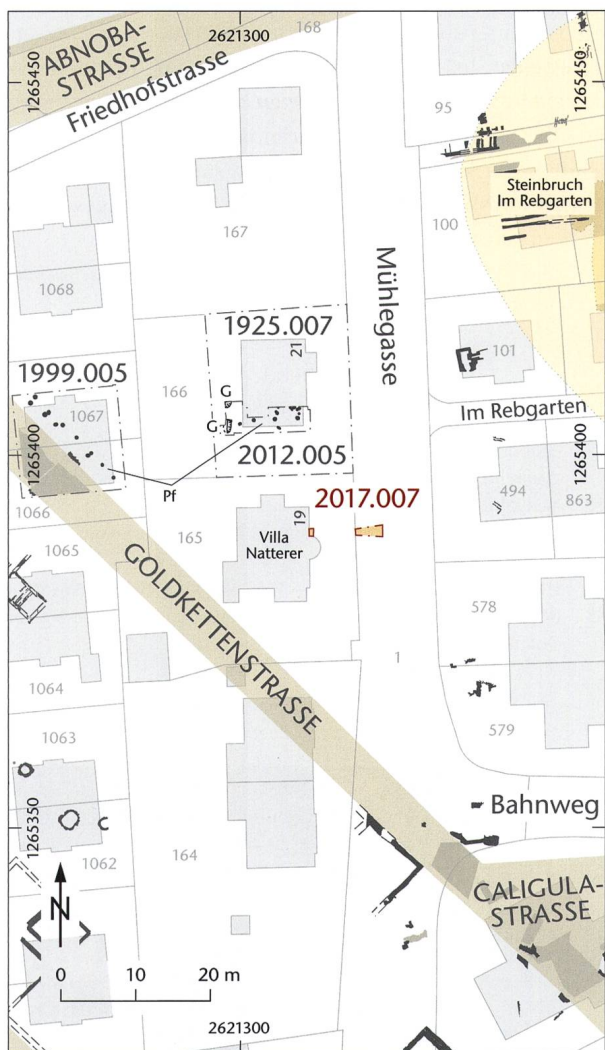 2621300
168
ABNOBA-
STRASSE
Friedhofstrasse
1265450
1265450
95
Steinbruch
Im Rebgarten
100
167
1068
Mühlegasse
1925.007
21
101
1999.005
1067
166
G
G
Im Rebgarten
1265400
1265400
2012.005
Pf
494
863
1066
2017.007
19
165
Villa
Natterer
1065
GOLDKETTENSTRASSE
578
1
1064
579
1063
Bahnweg
1265350
164
1062
CALIGULA-
STRASSE
N
0
10
20 m
2621300